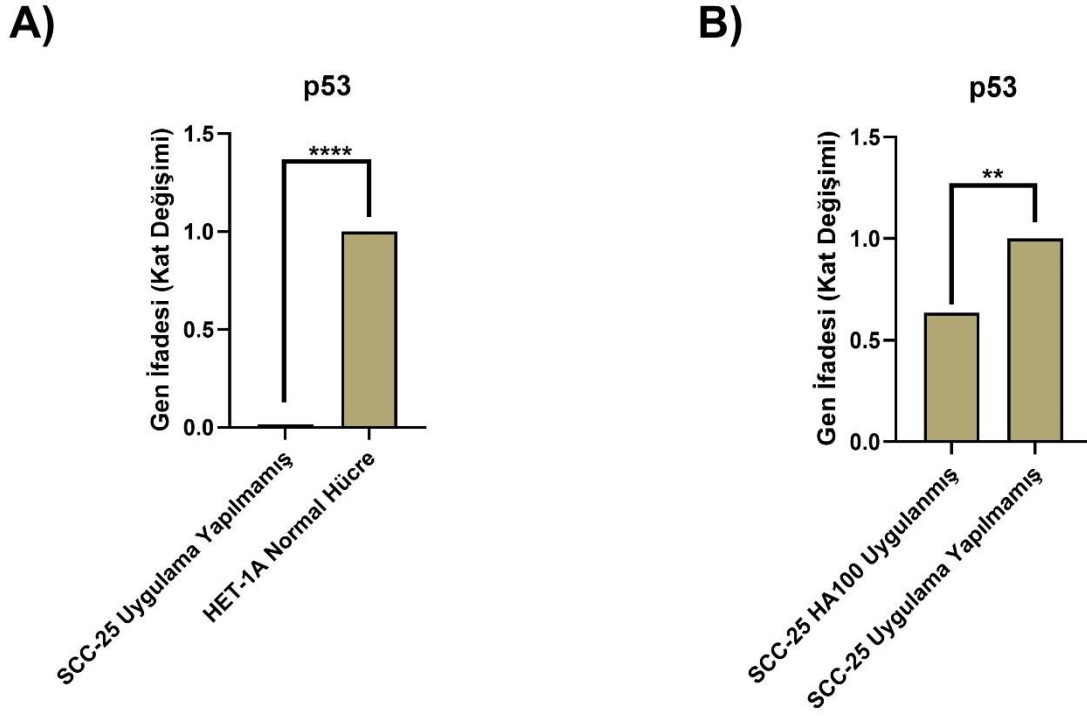 A)
p53
Gen İfadesi (Kat Değişimi)
1.5
1.0
0.5
0.0
****
SCC-25 Uygulama Yapılmamış
HET-1A Normal Hücre
B)
p53
Gen İfadesi (Kat Değişimi)
1.5
1.0
0.5
0.0
**
SCC-25 HA100 Uygulanmış
SCC-25 Uygulama Yapılmamış